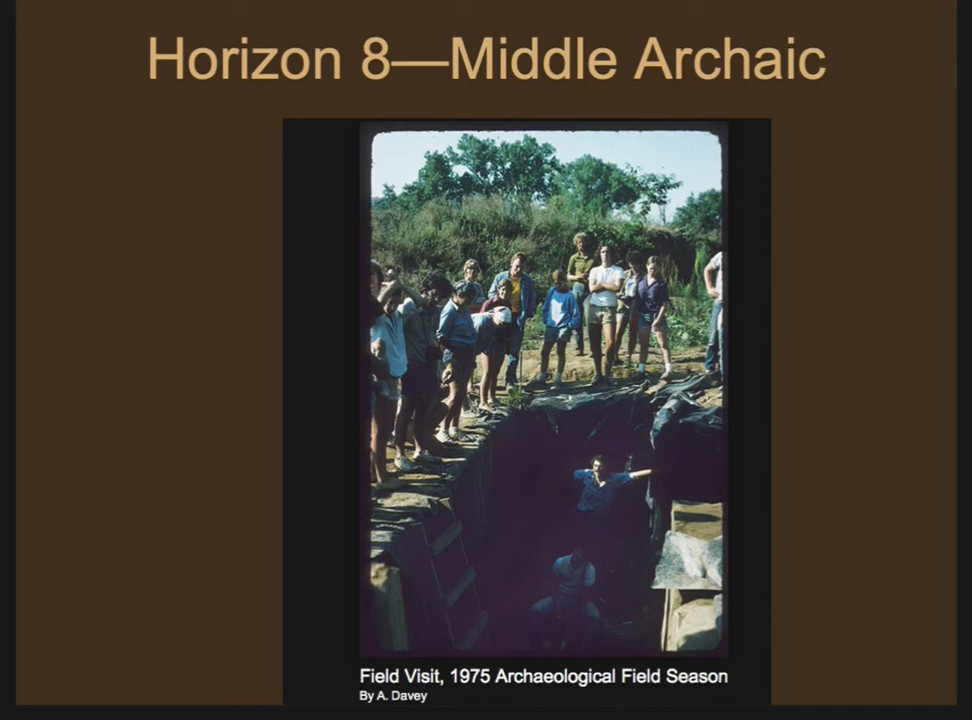 Horizon 8—Middle Archaic
Field Visit, 1975 Archaeological Field Season
By A. Davey